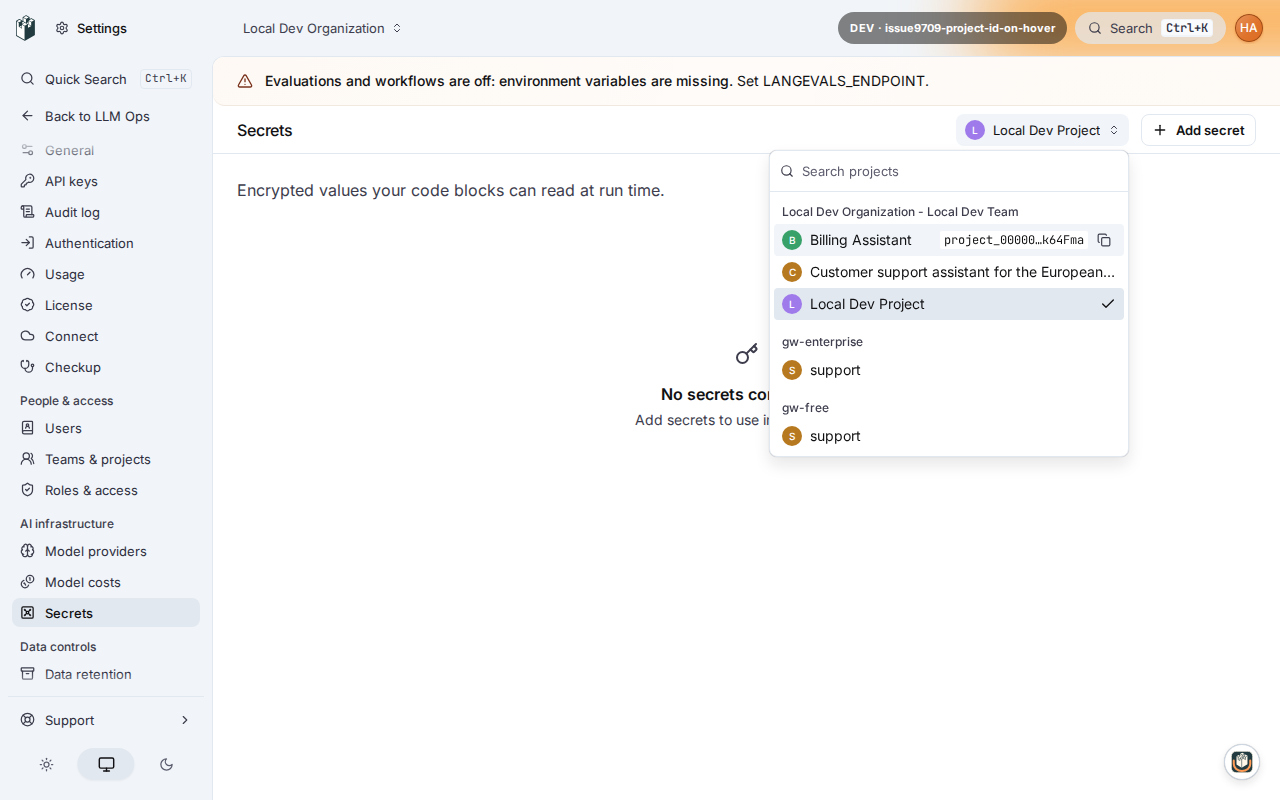 Settings
Local Dev Organization
DEV · issue9709-project-id-on-hover
Search Ctrl+K
HA
Quick Search Ctrl+K
Back to LLM Ops
General
API keys
Audit log
Authentication
Usage
License
Connect
Checkup
People & access
Users
Teams & projects
Roles & access
AI infrastructure
Model providers
Model costs
Secrets
Data controls
Data retention
Support
Evaluations and workflows are off: environment variables are missing. Set LANGEVALS_ENDPOINT.
Secrets
L Local Dev Project
Add secret
Encrypted values your code blocks can read at run time.
No secrets co
Add secrets to use i
Search projects
Local Dev Organization - Local Dev Team
B Billing Assistant project_00000…k64Fma
C Customer support assistant for the European…
L Local Dev Project
gw-enterprise
S support
gw-free
S support